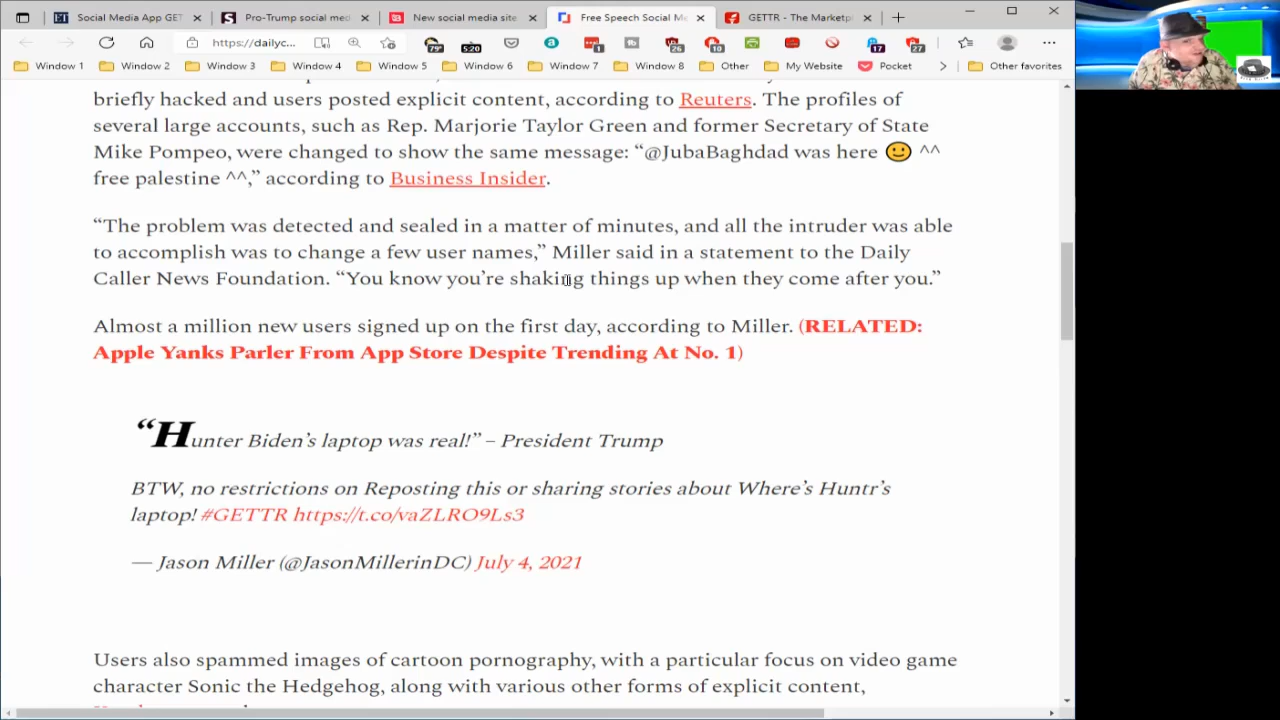 Social Media App GET
Pro-Trump social med
New social media site
Free Speech Social Me
GETTR - The Marketp
https://dailyc...
79°
5:20
1
26
10
17
27
Window 1
Window 2
Window 3
Window 4
Window 5
Window 6
Window 7
Window 8
Other
My Website
Pocket
Other favorites
briefly hacked and users posted explicit content, according to Reuters. The profiles of
several large accounts, such as Rep. Marjorie Taylor Green and former Secretary of State
Mike Pompeo, were changed to show the same message: “@JubaBaghdad was here 🙂 ^^
free palestine ^^,” according to Business Insider.
“The problem was detected and sealed in a matter of minutes, and all the intruder was able
to accomplish was to change a few user names,” Miller said in a statement to the Daily
Caller News Foundation. “You know you’re shaking things up when they come after you.”
Almost a million new users signed up on the first day, according to Miller. (RELATED:
Apple Yanks Parler From App Store Despite Trending At No. 1)
“Hunter Biden’s laptop was real!” – President Trump
BTW, no restrictions on Reposting this or sharing stories about Where’s Huntr’s
laptop! #GETTR https://t.co/vaZLRO9Ls3
— Jason Miller (@JasonMillerinDC) July 4, 2021
Users also spammed images of cartoon pornography, with a particular focus on video game
character Sonic the Hedgehog, along with various other forms of explicit content,